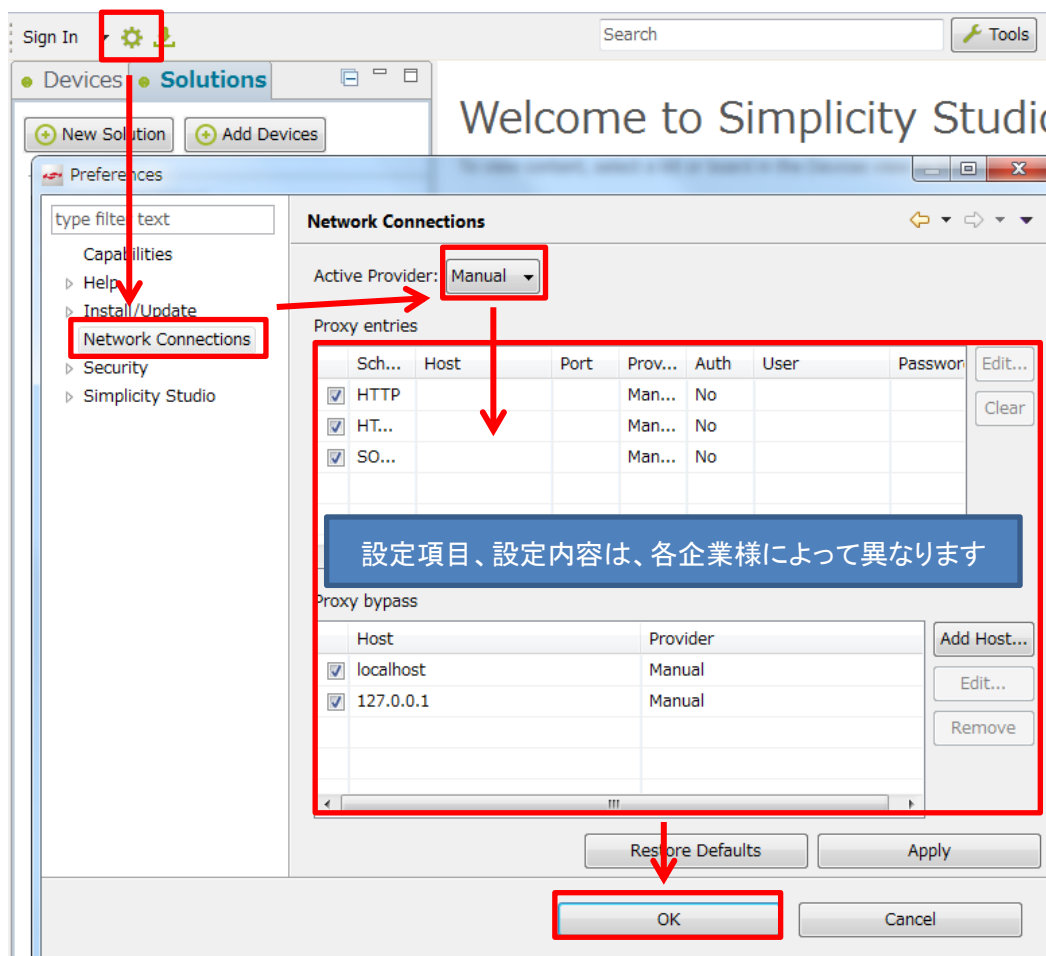 Sign In
Search
Tools
Devices
Solutions
New Solution
Add Devices
Welcome to Simplicity Studio
Preferences
type filter text
Network Connections
Capabilities
Help
Install/Update
Network Connections
Security
Simplicity Studio
Active Provider:
Manual
Proxy entries
Sch... Host Port Prov... Auth User Passwor
Edit...
HTTP Man... No
Clear
HT... Man... No
SO... Man... No
設定項目、設定内容は、各企業様によって異なります
Proxy bypass
Host Provider
Add Host...
localhost Manual
Edit...
127.0.0.1 Manual
Remove
Restore Defaults
Apply
OK
Cancel